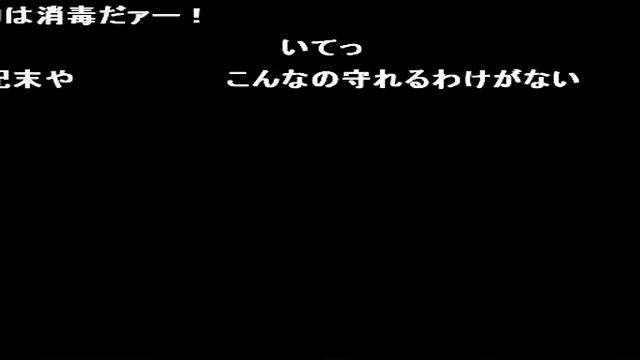 は消毒だァー！
いてっ
末や
こんなの守れるわけがない